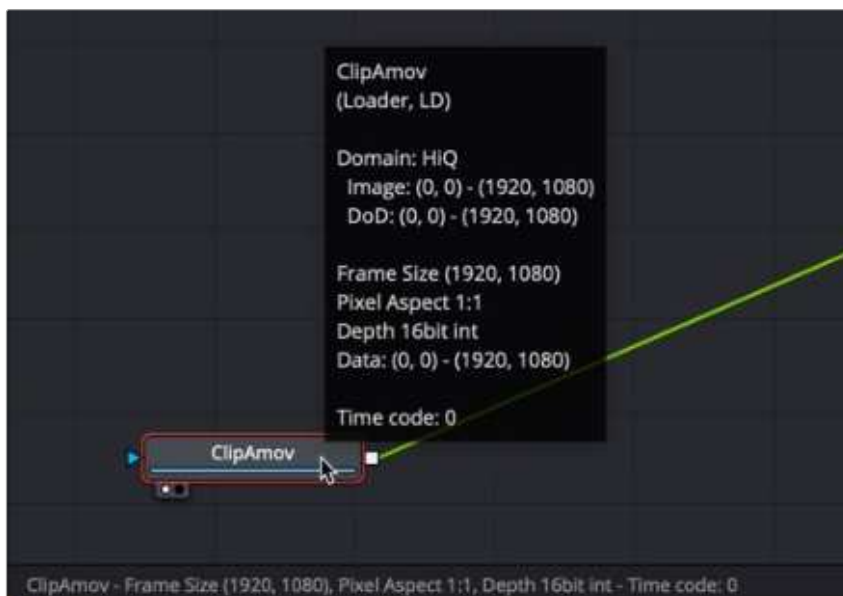 ClipAmov
(Loader, LD)
Domain: HiQ
Image: (0, 0) - (1920, 1080)
DoD: (0, 0) - (1920, 1080)
Frame Size (1920, 1080)
Pixel Aspect 1:1
Depth 16bit int
Data: (0, 0) - (1920, 1080)
Time code: 0
ClipAmov
ClipAmov - Frame Size (1920, 1080), Pixel Aspect 1:1, Depth 16bit int - Time code: 0